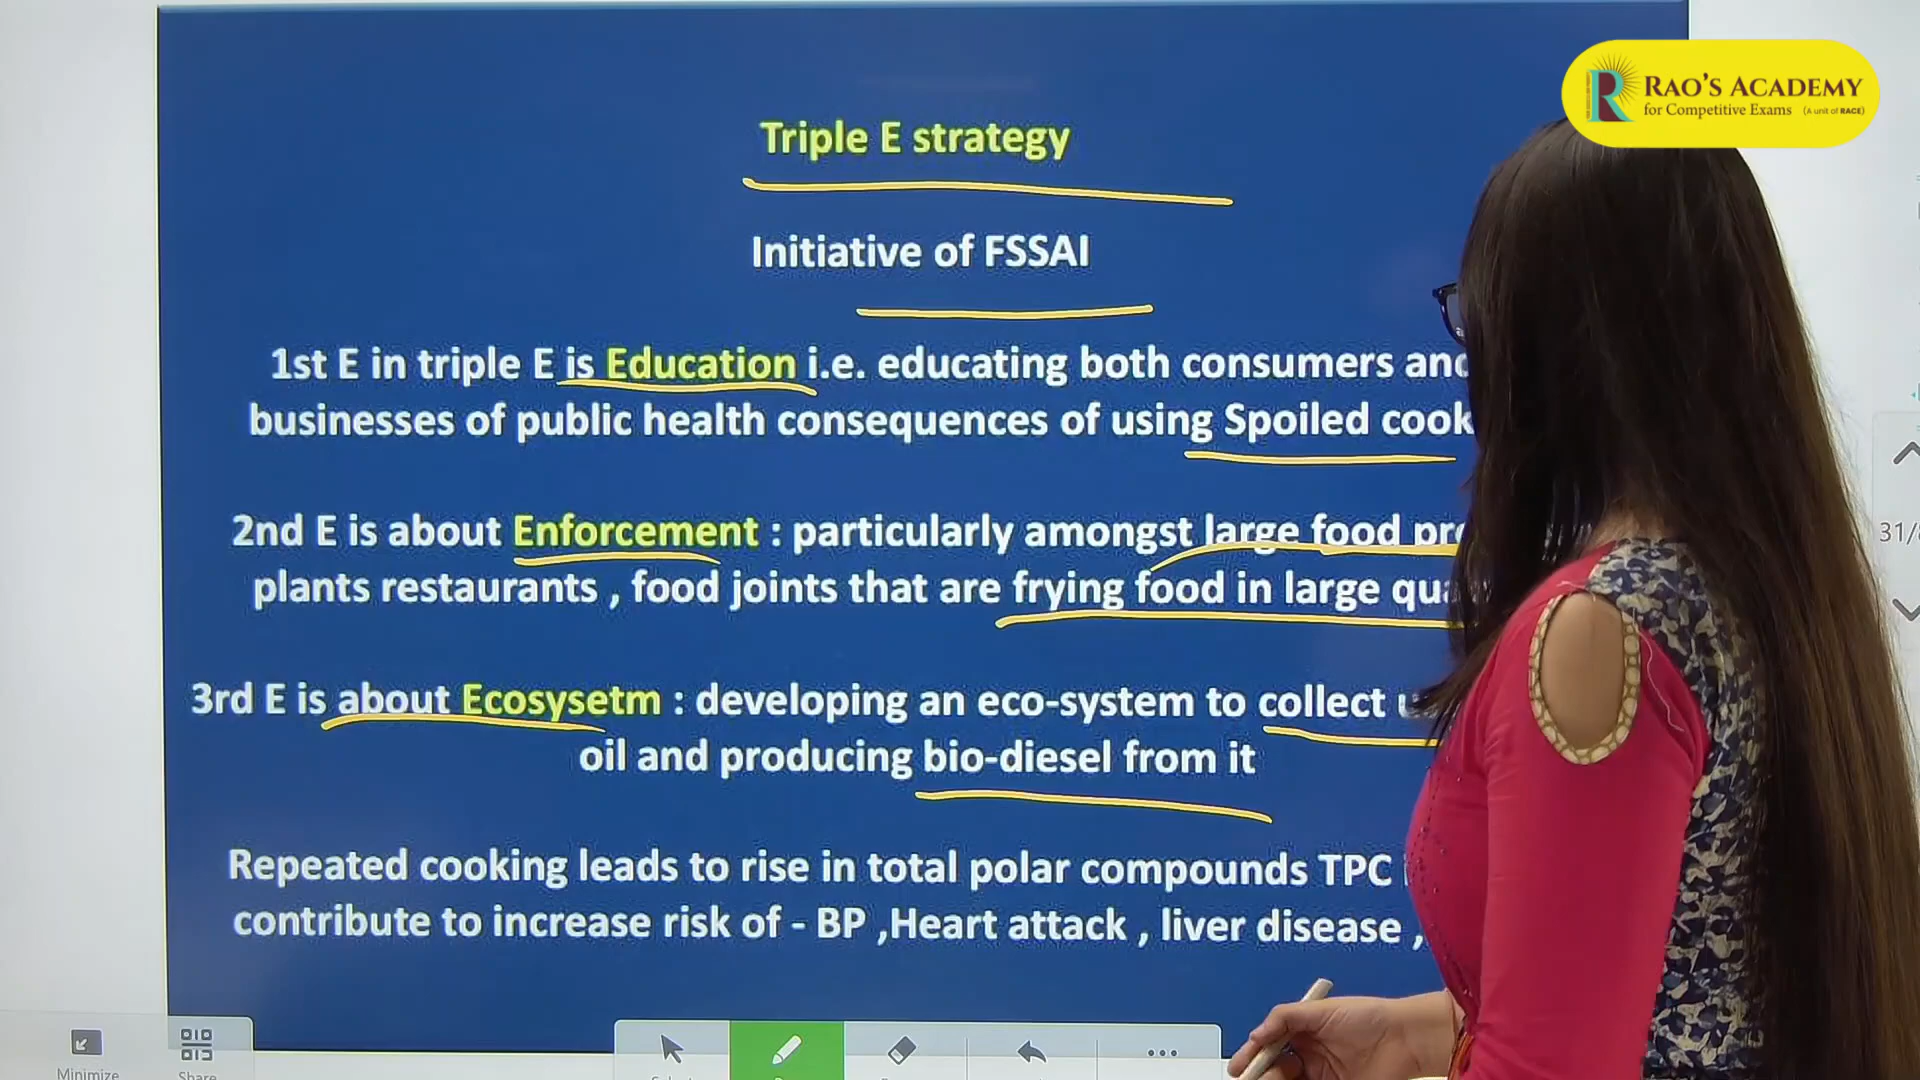 RAO'S ACADEMY
for Competitive Exams (A unit of RACE)
Triple E strategy
Initiative of FSSAI
1st E in triple E is Education i.e. educating both consumers and
businesses of public health consequences of using Spoiled cook
2nd E is about Enforcement : particularly amongst large food
plants restaurants , food joints that are frying food in large
3rd E is about Ecosysetm : developing an eco-system to collect
oil and producing bio-diesel from it
Repeated cooking leads to rise in total polar compounds TPC
contribute to increase risk of - BP ,Heart attack , liver disease ,
31/
Minimize
Share